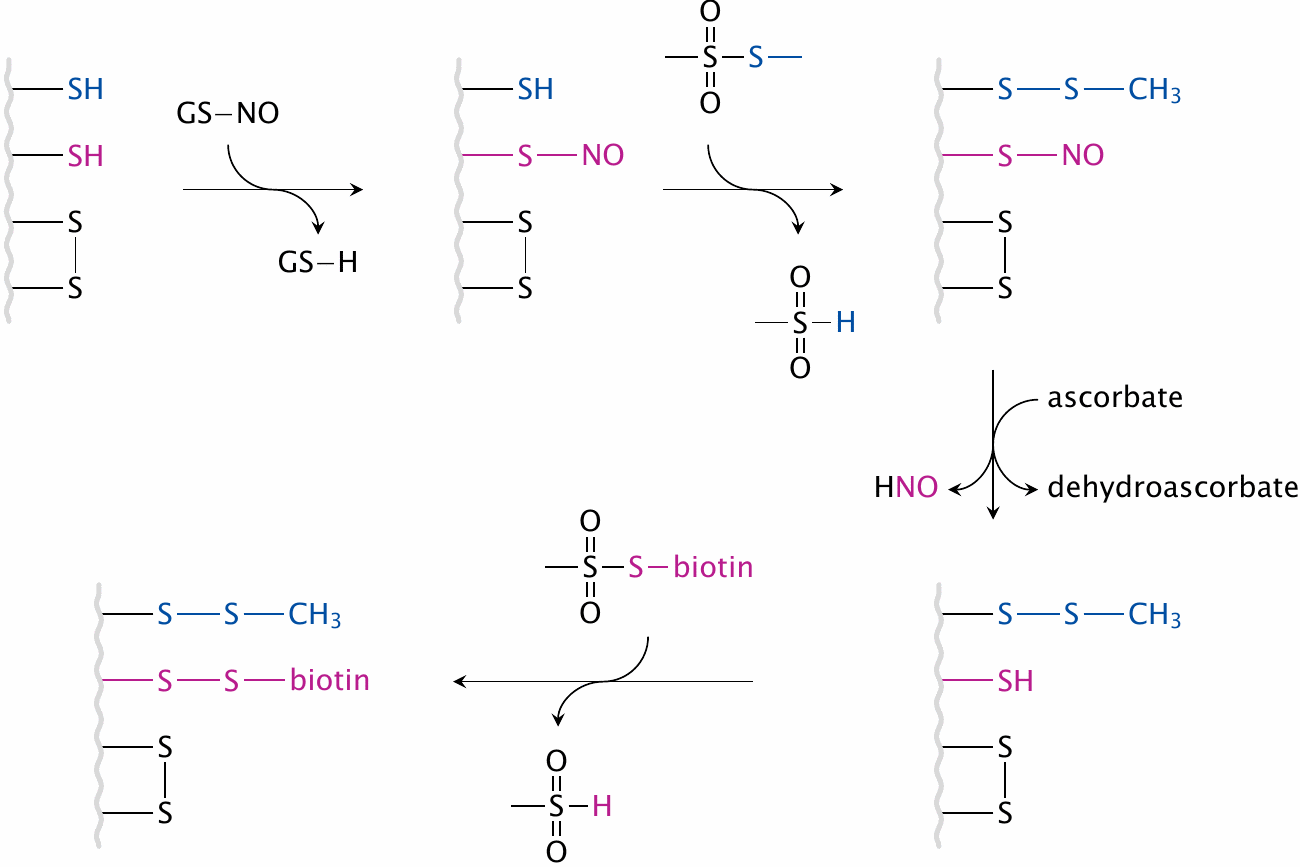 O
S S
O
SH SH S S CH₃
GS–NO
SH S NO S NO
S S S
GS–H
S S S
O
S H
O
ascorbate
HNO dehydroascorbate
O
S S biotin
O
S S CH₃ S S CH₃
S S biotin SH
S S
O
S H
S S
O